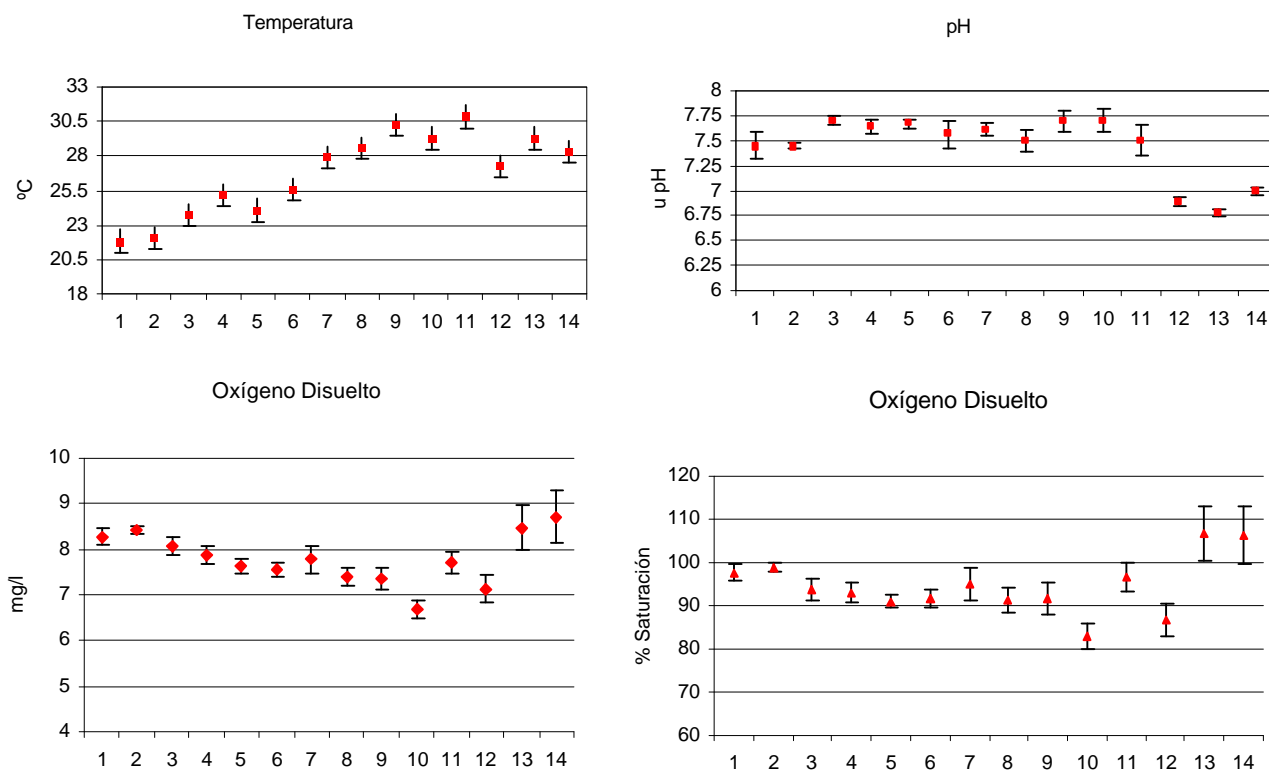 Temperatura
33
30.5
28
25.5
23
20.5
18
ºC
1 2 3 4 5 6 7 8 9 10 11 12 13 14
pH
8
7.75
7.5
7.25
7
6.75
6.5
6.25
6
u pH
1 2 3 4 5 6 7 8 9 10 11 12 13 14
Oxígeno Disuelto
10
9
8
7
6
5
4
mg/l
1 2 3 4 5 6 7 8 9 10 11 12 13 14
Oxígeno Disuelto
120
110
100
90
80
70
60
% Saturación
1 2 3 4 5 6 7 8 9 10 11 12 13 14